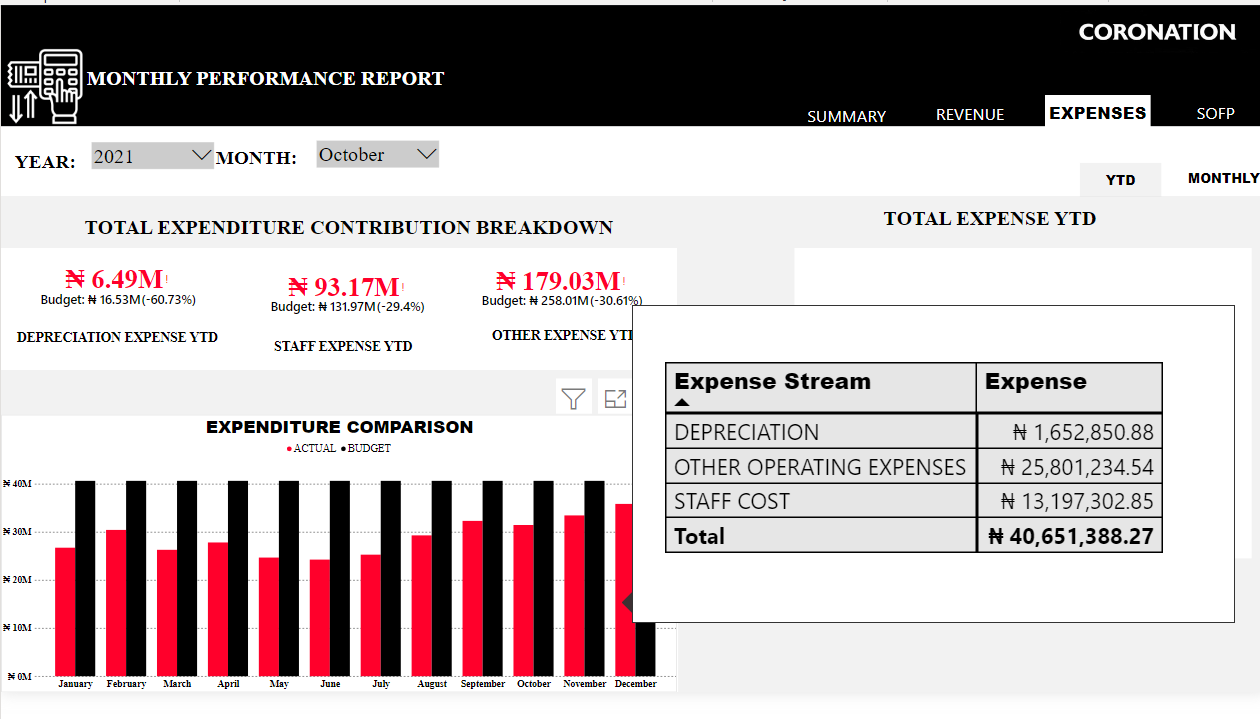 CORONATION
MONTHLY PERFORMANCE REPORT
SUMMARY REVENUE EXPENSES SOFP
YEAR: 2021 MONTH: October
YTD MONTHLY
TOTAL EXPENDITURE CONTRIBUTION BREAKDOWN
TOTAL EXPENSE YTD
₦ 6.49M!
Budget: ₦ 16.53M (-60.73%)
DEPRECIATION EXPENSE YTD
₦ 93.17M!
Budget: ₦ 131.97M (-29.4%)
STAFF EXPENSE YTD
₦ 179.03M!
Budget: ₦ 258.01M (-30.61%)
OTHER EXPENSE YTD
Expense Stream Expense
DEPRECIATION ₦ 1,652,850.88
OTHER OPERATING EXPENSES ₦ 25,801,234.54
STAFF COST ₦ 13,197,302.85
Total ₦ 40,651,388.27
EXPENDITURE COMPARISON
ACTUAL BUDGET
₦ 40M
₦ 30M
₦ 20M
₦ 10M
₦ 0M
January February March April May June July August September October November December